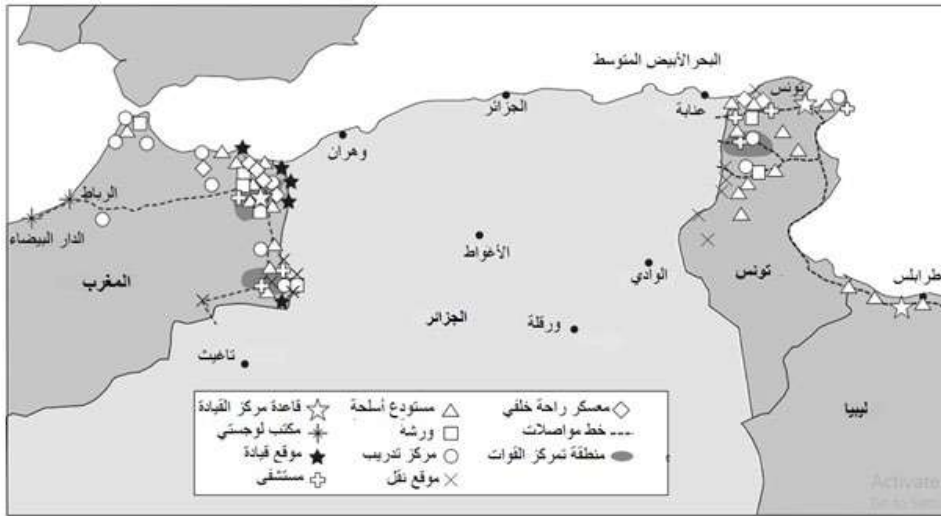 البحر الأبيض المتوسط
تونس
عنابة
الجزائر
وهران
الرباط
الدار البيضاء
المغرب
الأغواط
الوادي
تونس
طرابلس
الجزائر
ورقلة
تاغيث
ليبيا
معسكر راحة خلفي
خط مواصلات
منطقة تمركز القوات
مستودع أسلحة
ورشة
مركز تدريب
موقع نقل
قاعدة مركز القيادة
مكتب لوجستي
موقع قيادة
مستشفى
Activate